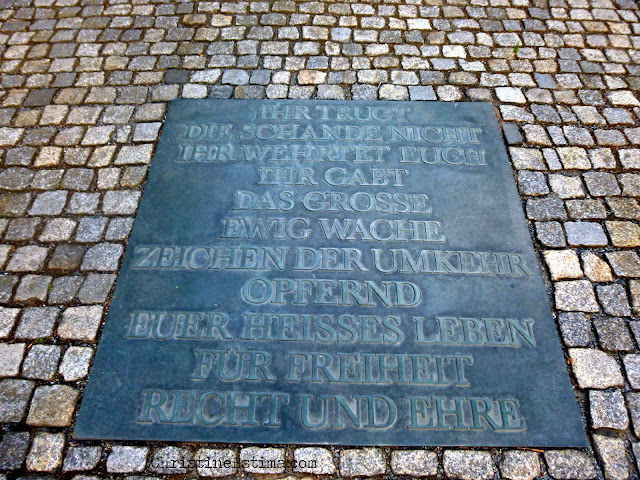 IHR TRUGT
DIE SCHANDE NICHT
IHR WEHRTET EUCH
IHR GABT
DAS GROSSE
EWIG WACHE
ZEICHEN DER UMKEHR
OPFERND
EUER HEISSES LEBEN
FÜR FREIHEIT
RECHT UND EHRE
ChristineEstima.com